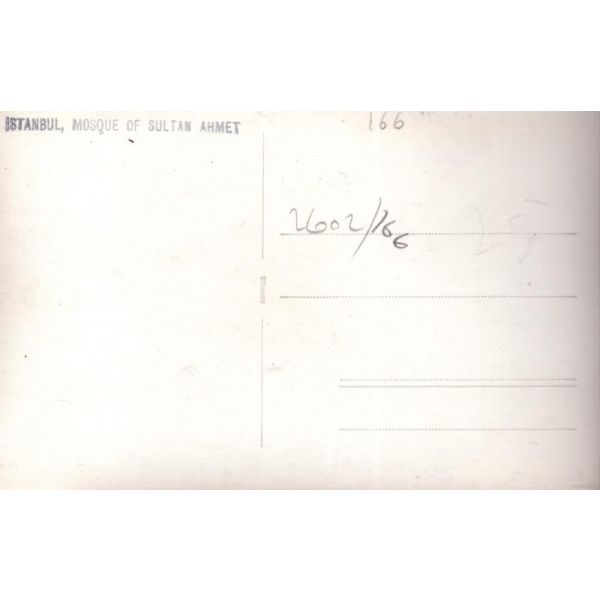 İSTANBUL, MOSQUE OF SULTAN AHMET
166
2602/166